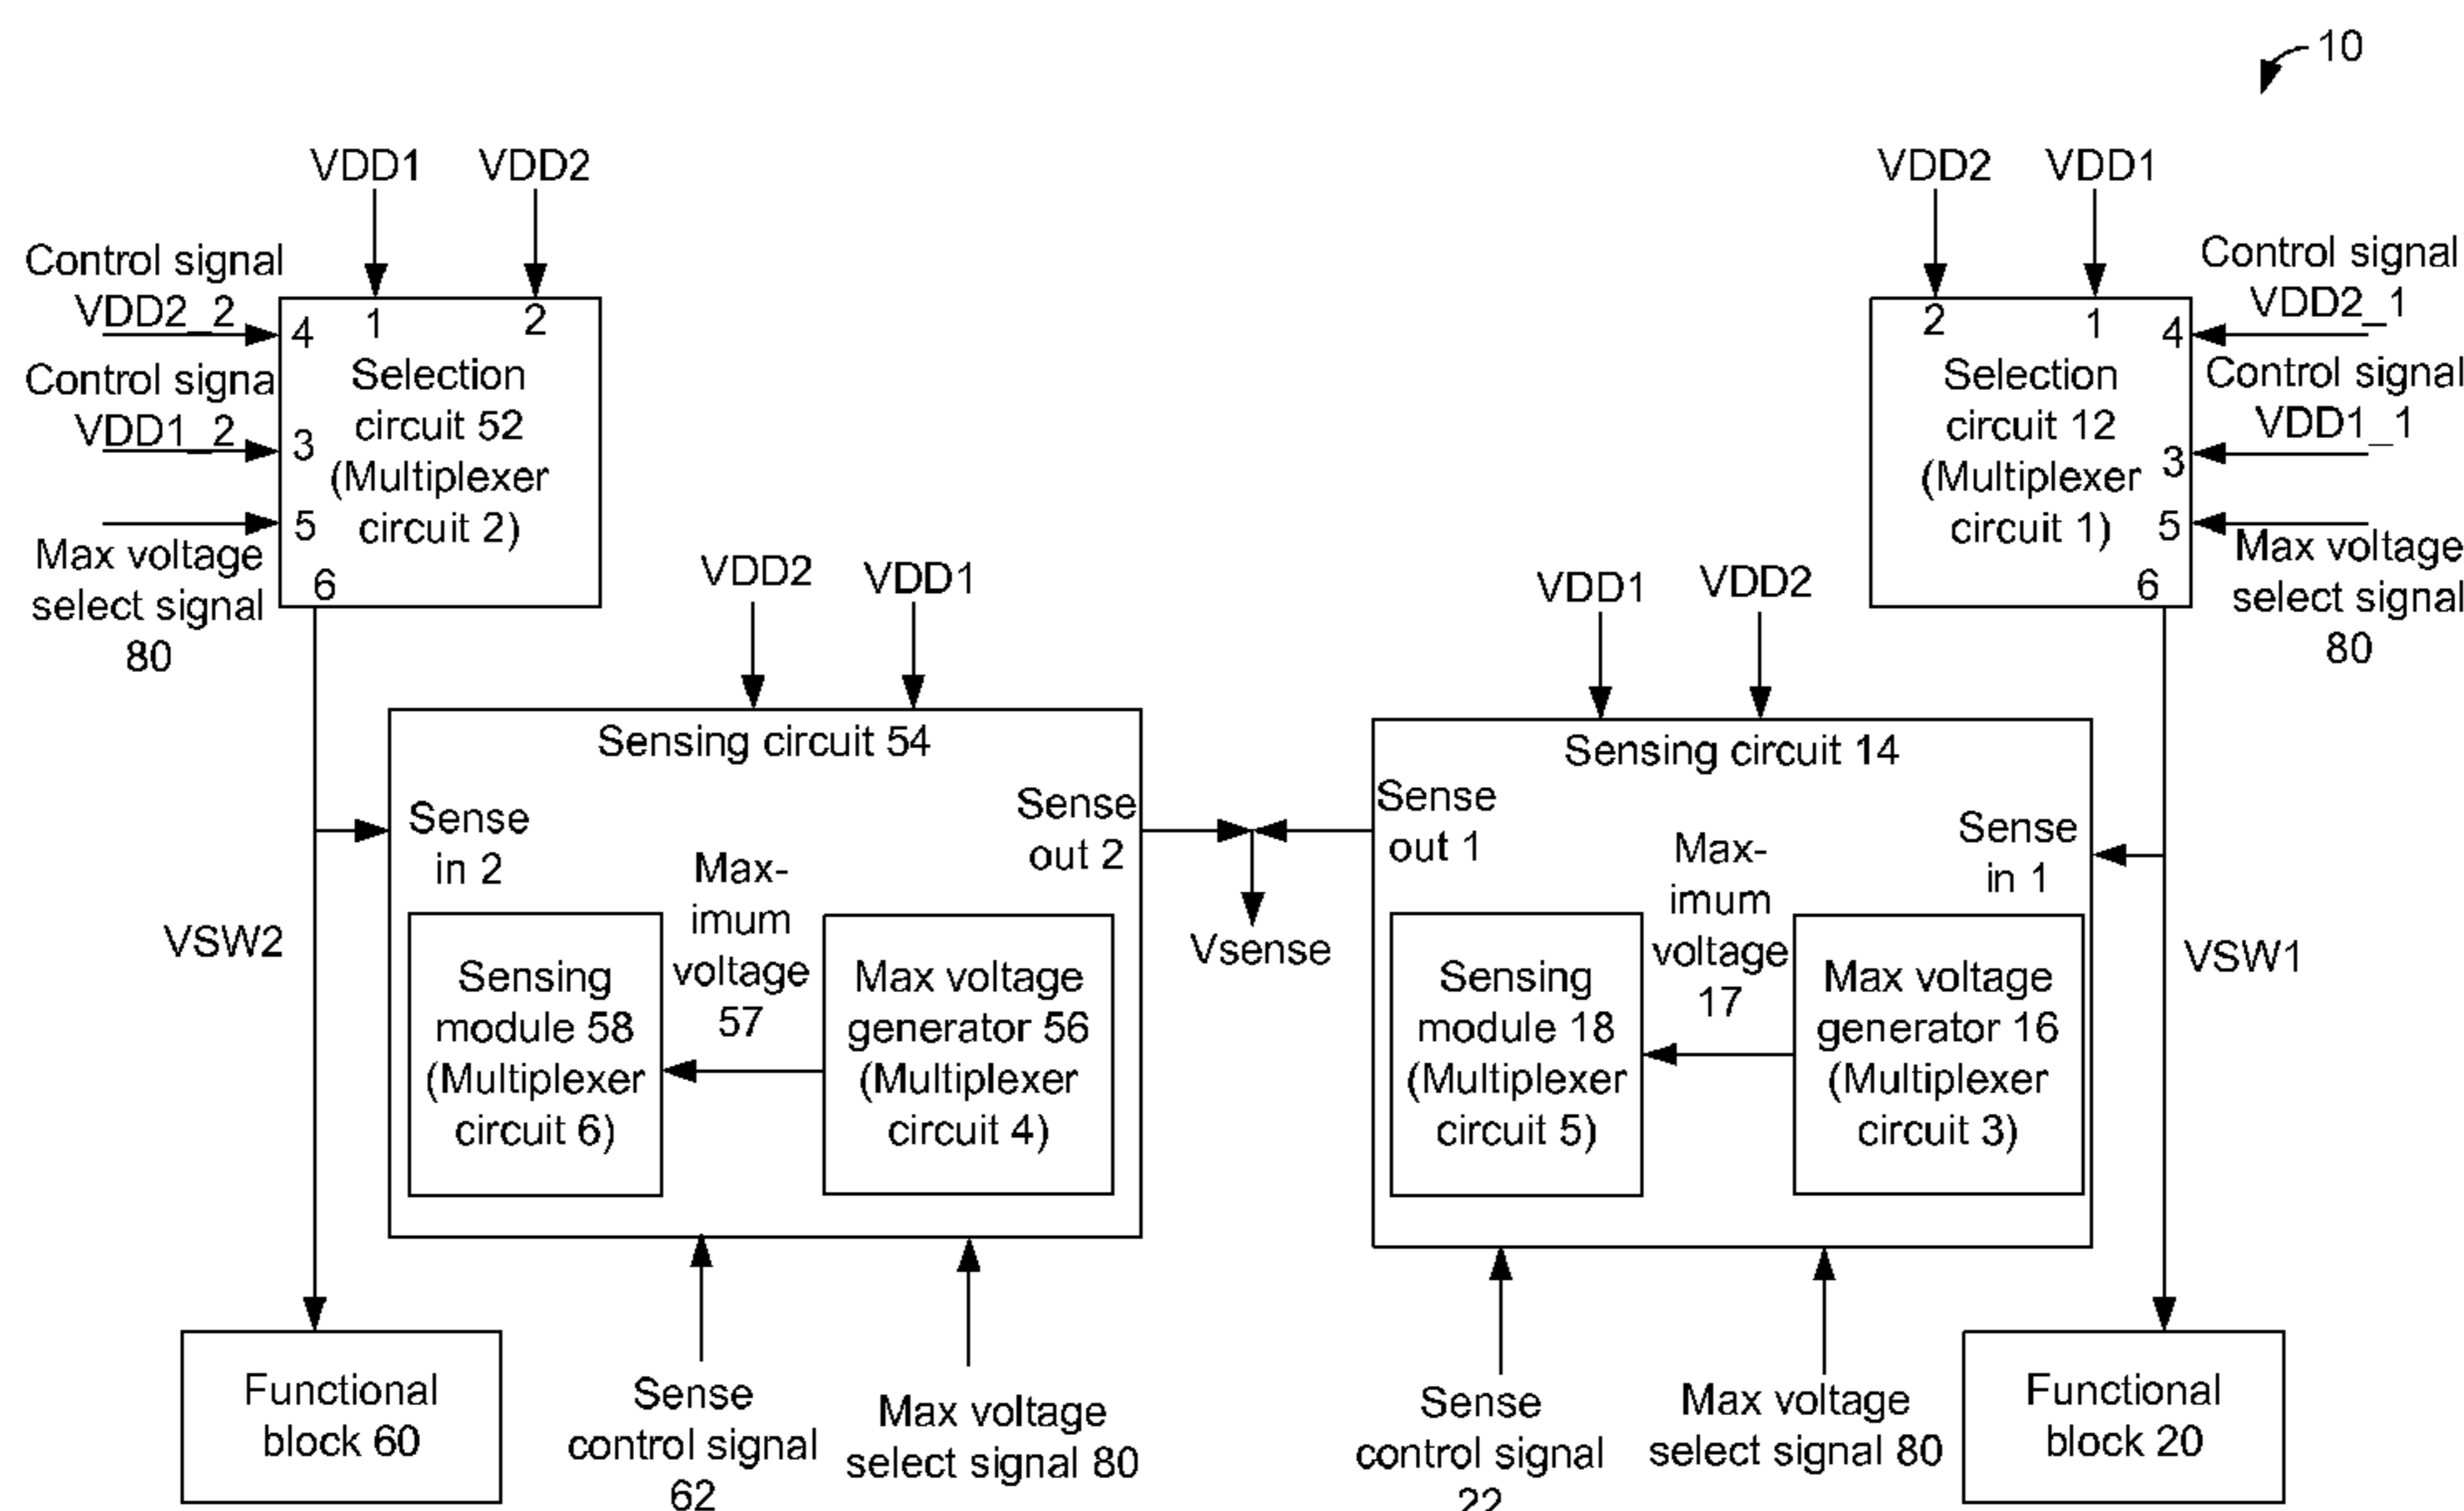 10
VDD1
VDD2
VDD2
VDD1
Control signal
VDD2_2
Control signa
VDD1_2
Max voltage
select signal
80
4
1
2
3
5
6
Selection
circuit 52
(Multiplexer
circuit 2)
2
1
4
3
5
6
Selection
circuit 12
(Multiplexer
circuit 1)
Control signal
VDD2_1
Control signal
VDD1_1
Max voltage
select signal
80
VDD2
VDD1
VDD1
VDD2
Sensing circuit 54
Sense
in 2
Sense
out 2
Max-
imum
voltage
57
Sensing
module 58
(Multiplexer
circuit 6)
Max voltage
generator 56
(Multiplexer
circuit 4)
VSW2
Vsense
Sensing circuit 14
Sense
out 1
Sense
in 1
Max-
imum
voltage
17
Sensing
module 18
(Multiplexer
circuit 5)
Max voltage
generator 16
(Multiplexer
circuit 3)
VSW1
Functional
block 60
Sense
control signal
62
Max voltage
select signal 80
Sense
control signal
22
Max voltage
select signal 80
Functional
block 20